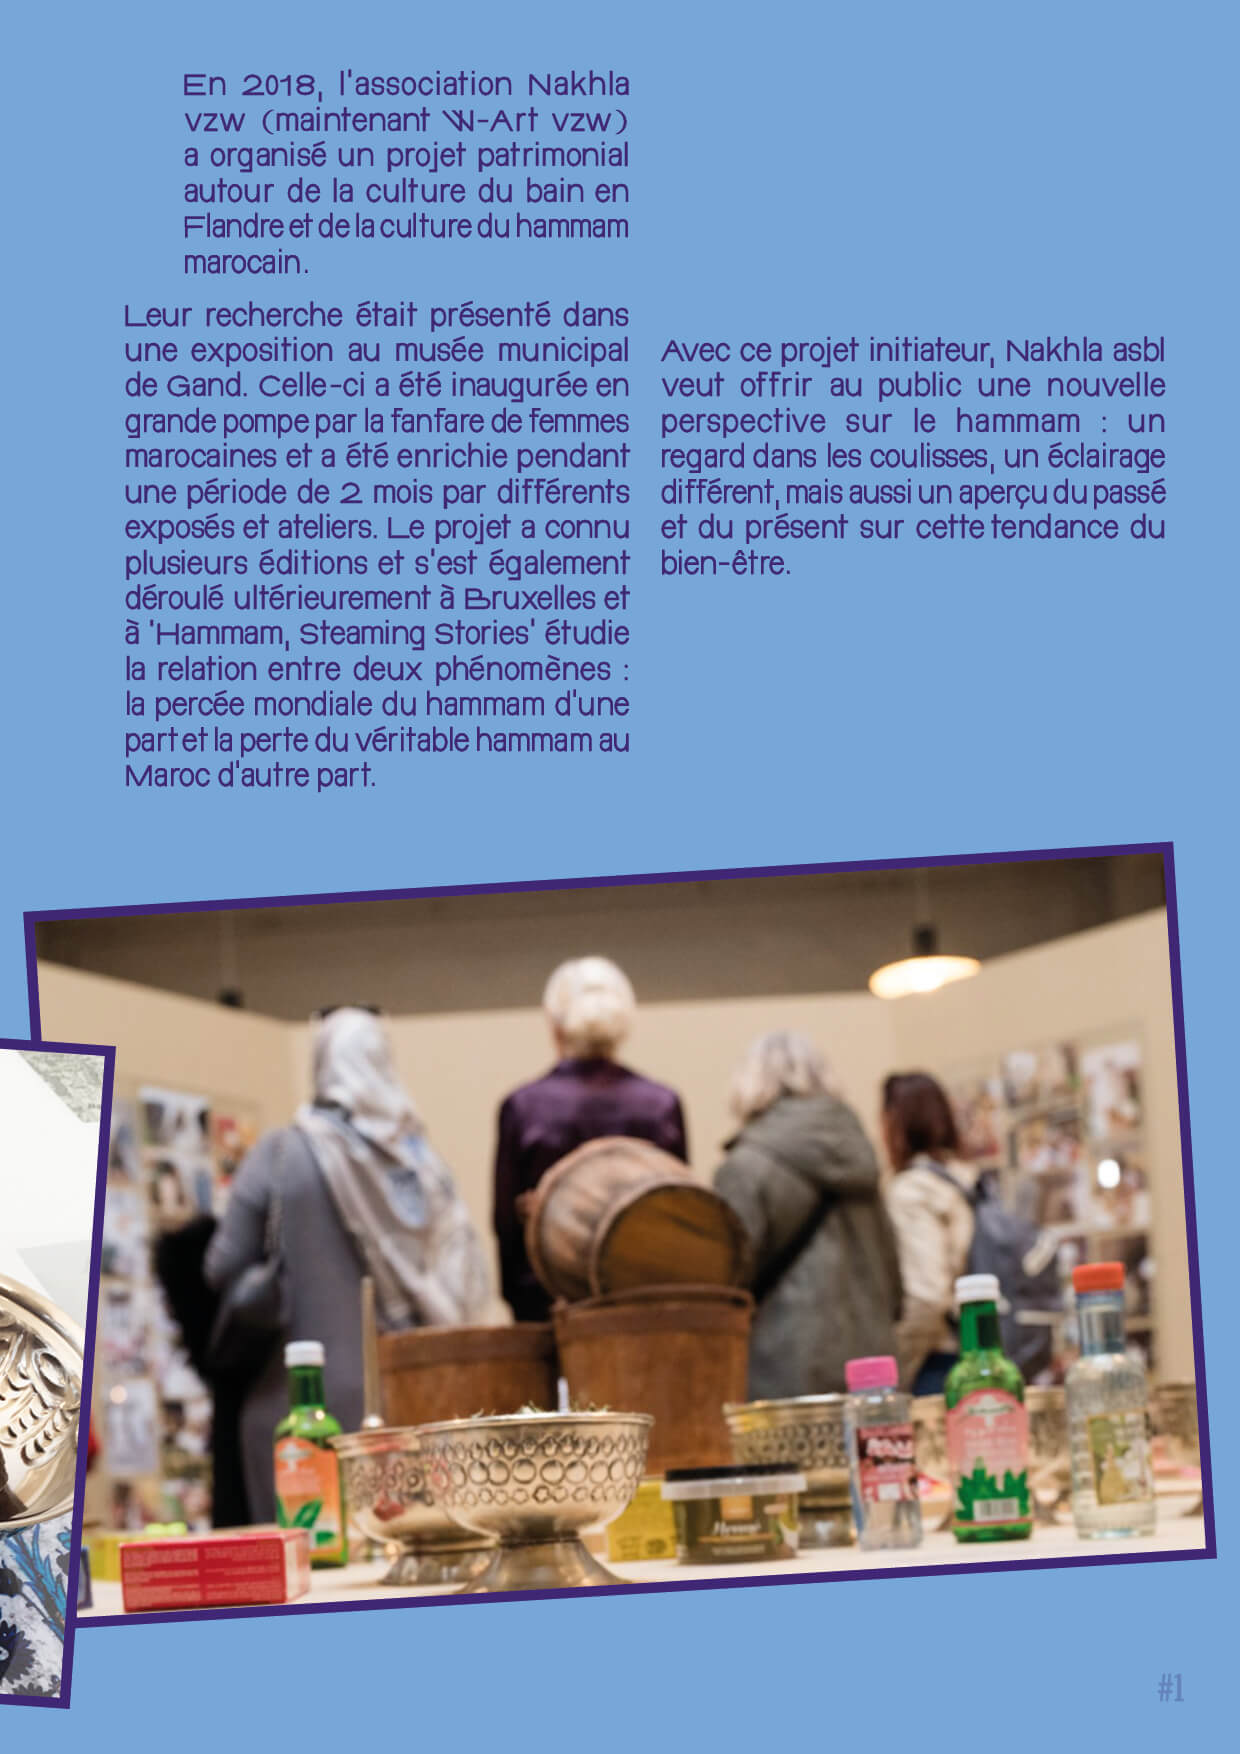 En 2018, l'association Nakhla
vzw (maintenant W-Art vzw)
a organisé un projet patrimonial
autour de la culture du bain en
Flandre et de la culture du hammam
marocain.
Leur recherche était présenté dans
une exposition au musée municipal
de Gand. Celle-ci a été inaugurée en
grande pompe par la fanfare de femmes
marocaines et a été enrichie pendant
une période de 2 mois par différents
exposés et ateliers. Le projet a connu
plusieurs éditions et s'est également
déroulé ultérieurement à Bruxelles et
à 'Hammam, Steaming Stories' étudie
la relation entre deux phénomènes :
la percée mondiale du hammam d'une
part et la perte du véritable hammam au
Maroc d'autre part.
Avec ce projet initiateur, Nakhla asbl
veut offrir au public une nouvelle
perspective sur le hammam : un
regard dans les coulisses, un éclairage
différent, mais aussi un aperçu du passé
et du présent sur cette tendance du
bien-être.
Henné
#1